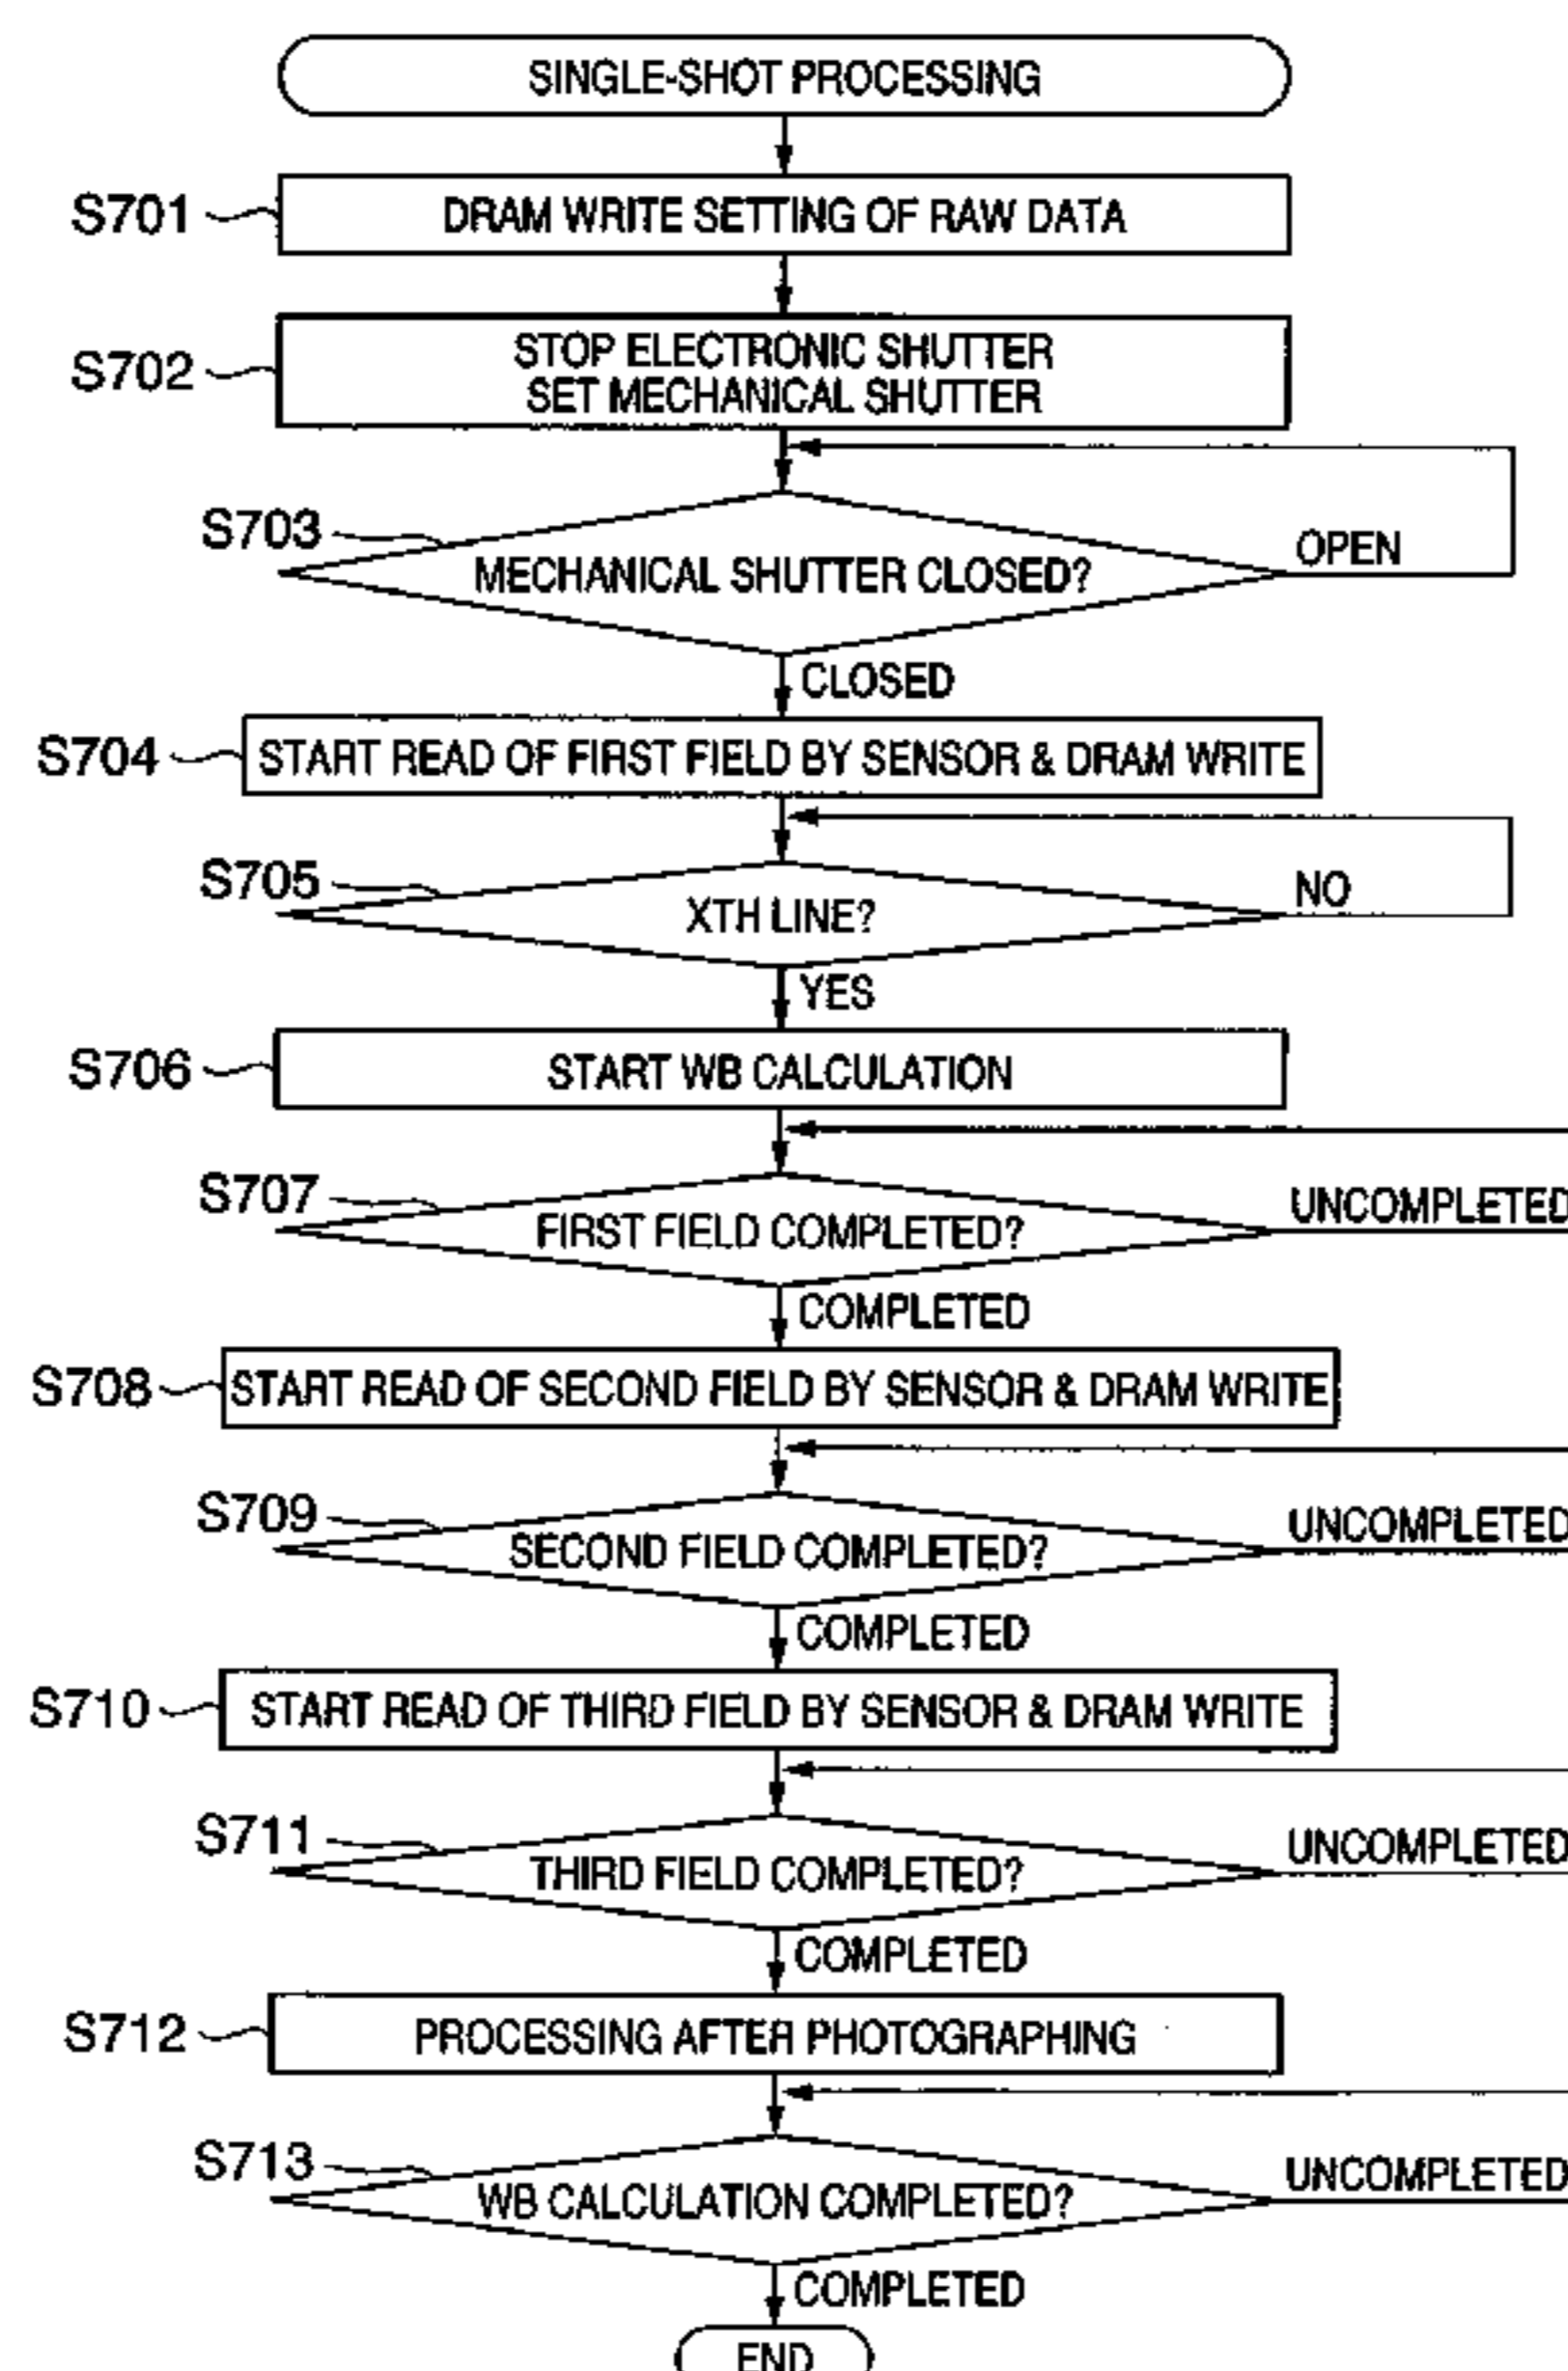 SINGLE-SHOT PROCESSING
S701
DRAM WRITE SETTING OF RAW DATA
S702
STOP ELECTRONIC SHUTTER
SET MECHANICAL SHUTTER
S703
MECHANICAL SHUTTER CLOSED?
OPEN
CLOSED
S704
START READ OF FIRST FIELD BY SENSOR & DRAM WRITE
S705
XTH LINE?
NO
YES
S706
START WB CALCULATION
S707
FIRST FIELD COMPLETED?
UNCOMPLETED
COMPLETED
S708
START READ OF SECOND FIELD BY SENSOR & DRAM WRITE
S709
SECOND FIELD COMPLETED?
UNCOMPLETED
COMPLETED
S710
START READ OF THIRD FIELD BY SENSOR & DRAM WRITE
S711
THIRD FIELD COMPLETED?
UNCOMPLETED
COMPLETED
S712
PROCESSING AFTER PHOTOGRAPHING
S713
WB CALCULATION COMPLETED?
UNCOMPLETED
COMPLETED
END